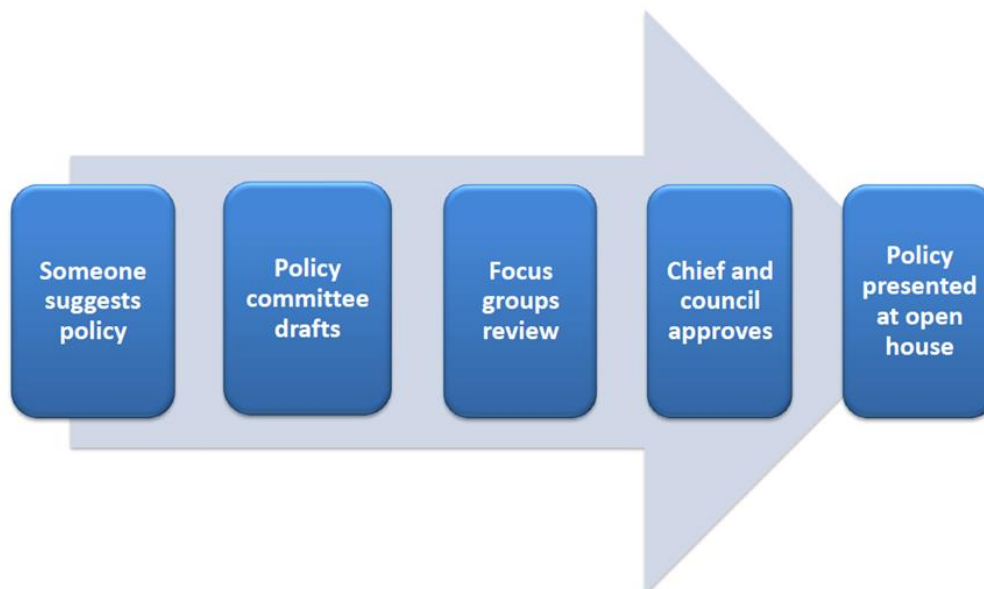 Someone
suggests
policy
Policy
committee
drafts
Focus
groups
review
Chief and
council
approves
Policy
presented
at open
house